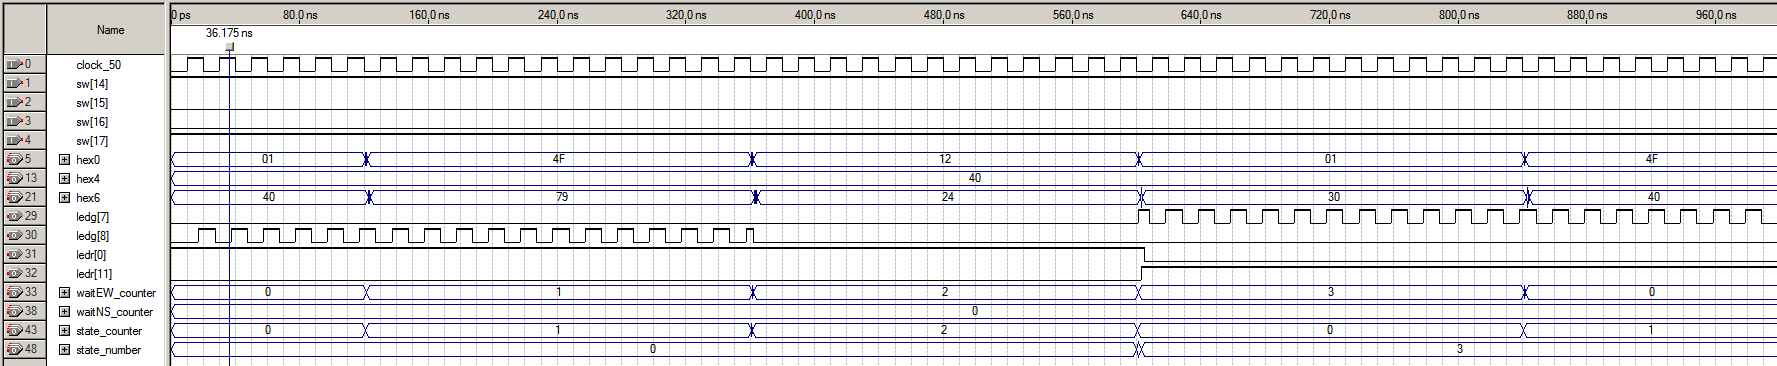 Name 0 ps 80.0 ns 160.0 ns 240.0 ns 320.0 ns 400.0 ns 480.0 ns 560.0 ns 640.0 ns 720.0 ns 800.0 ns 880.0 ns 960.0 ns
36.175 ns
0 clock_50
1 sw[14]
2 sw[15]
3 sw[16]
4 sw[17]
5 hex0 01 4F 12 01 4F
13 hex4 40
21 hex6 40 79 24 30 40
29 ledg[7]
30 ledg[8]
31 ledr[0]
32 ledr[11]
33 waitEW_counter 0 1 2 3 0
38 waitNS_counter 0
43 state_counter 0 1 2 0 1
48 state_number 0 3